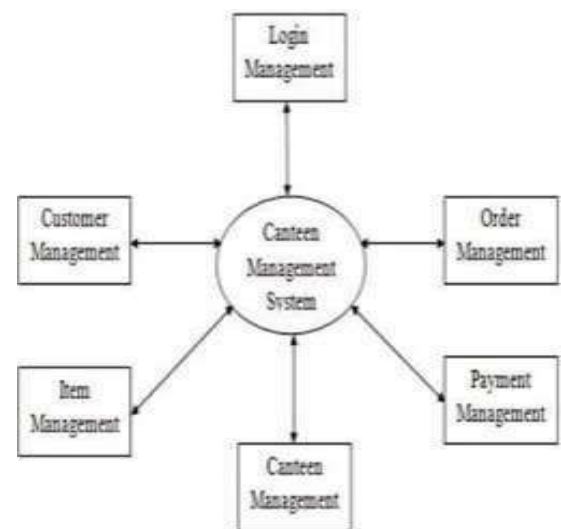 Login
Management
Customer
Management
Canteen
Management
System
Order
Management
Item
Management
Payment
Management
Canteen
Management